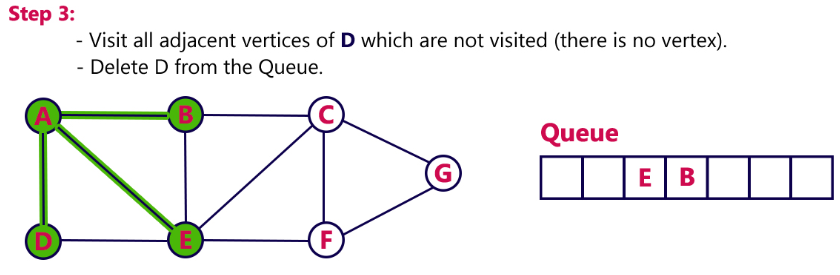 Step 3:
- Visit all adjacent vertices of D which are not visited (there is no vertex).
- Delete D from the Queue.
A B C
Queue
E B
G
D E F